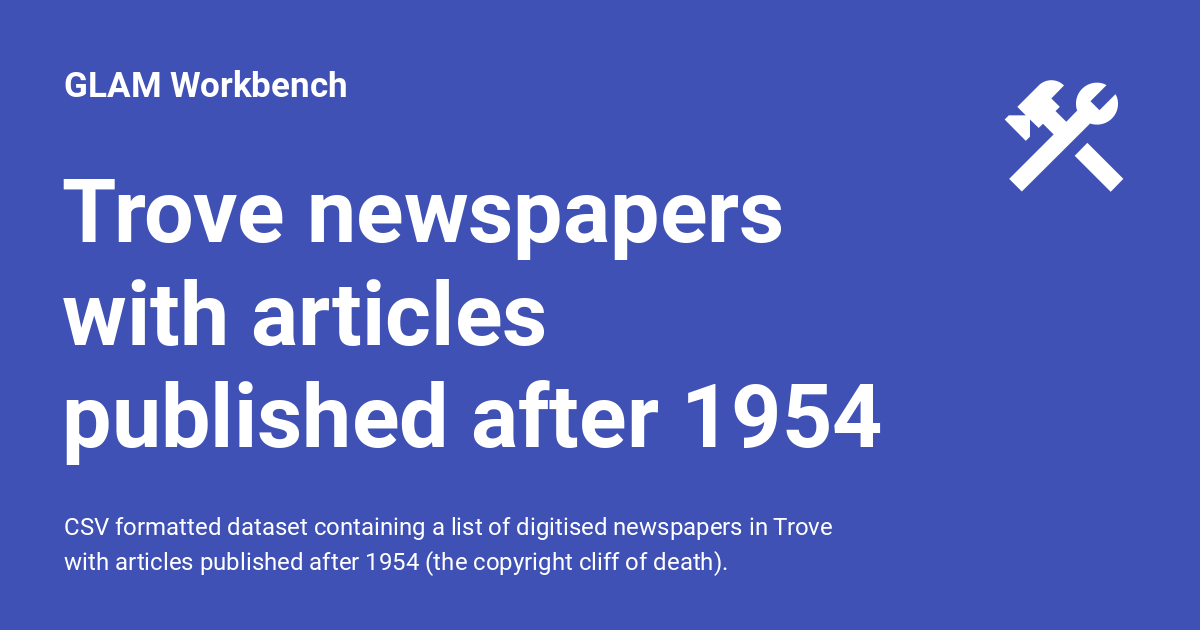 GLAM Workbench
Trove newspapers
with articles
published after 1954
CSV formatted dataset containing a list of digitised newspapers in Trove
with articles published after 1954 (the copyright cliff of death).